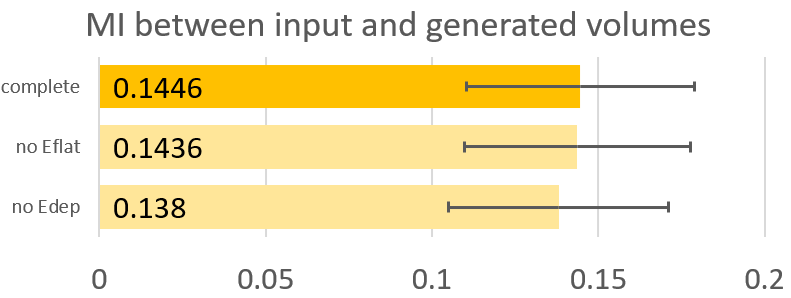 MI between input and generated volumes
complete
0.1446
no Eflat
0.1436
no Edep
0.138
0 0.05 0.1 0.15 0.2